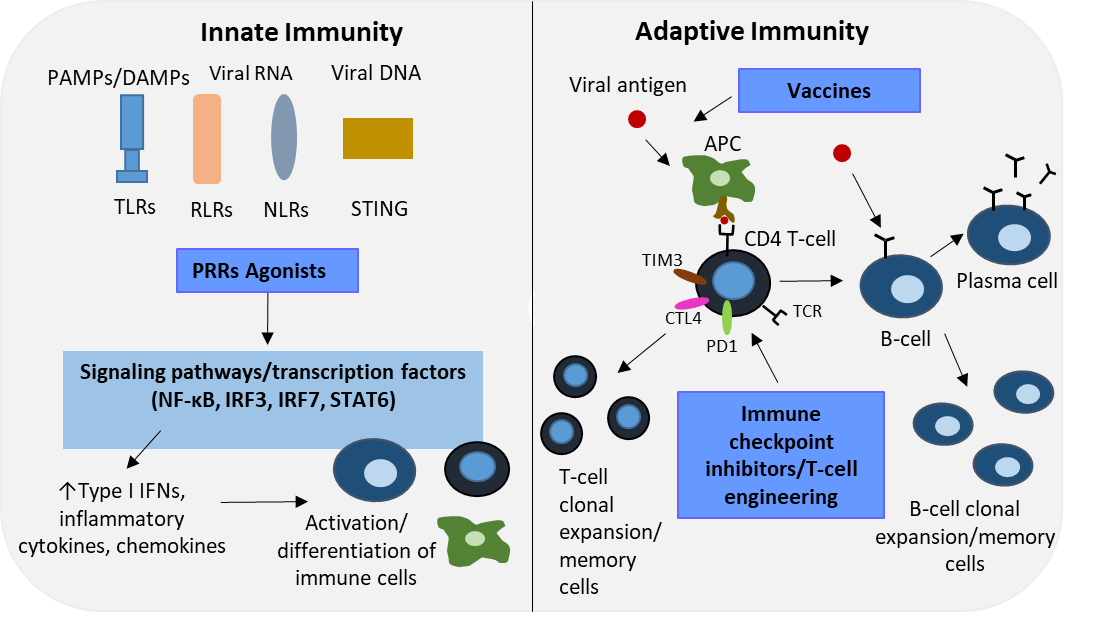 Innate Immunity
PAMPs/DAMPs
Viral RNA
Viral DNA
TLRs
RLRs
NLRs
STING
PRRs Agonists
Signaling pathways/transcription factors
(NF-κB, IRF3, IRF7, STAT6)
↑Type I IFNs,
inflammatory
cytokines, chemokines
Activation/
differentiation of
immune cells
Adaptive Immunity
Viral antigen
Vaccines
APC
CD4 T-cell
TIM3
CTL4
PD1
TCR
B-cell
Plasma cell
T-cell
clonal
expansion/
memory
cells
Immune
checkpoint
inhibitors/T-cell
engineering
B-cell clonal
expansion/memory
cells